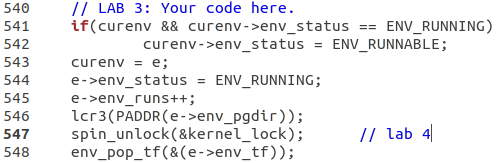 540 // LAB 3: Your code here.
541 if(curenv && curenv->env_status == ENV_RUNNING)
542 curenv->env_status = ENV_RUNNABLE;
543 curenv = e;
544 e->env_status = ENV_RUNNING;
545 e->env_runs++;
546 lcr3(PADDR(e->env_pgdir));
547 spin_unlock(&kernel_lock); // lab 4
548 env_pop_tf(&(e->env_tf));